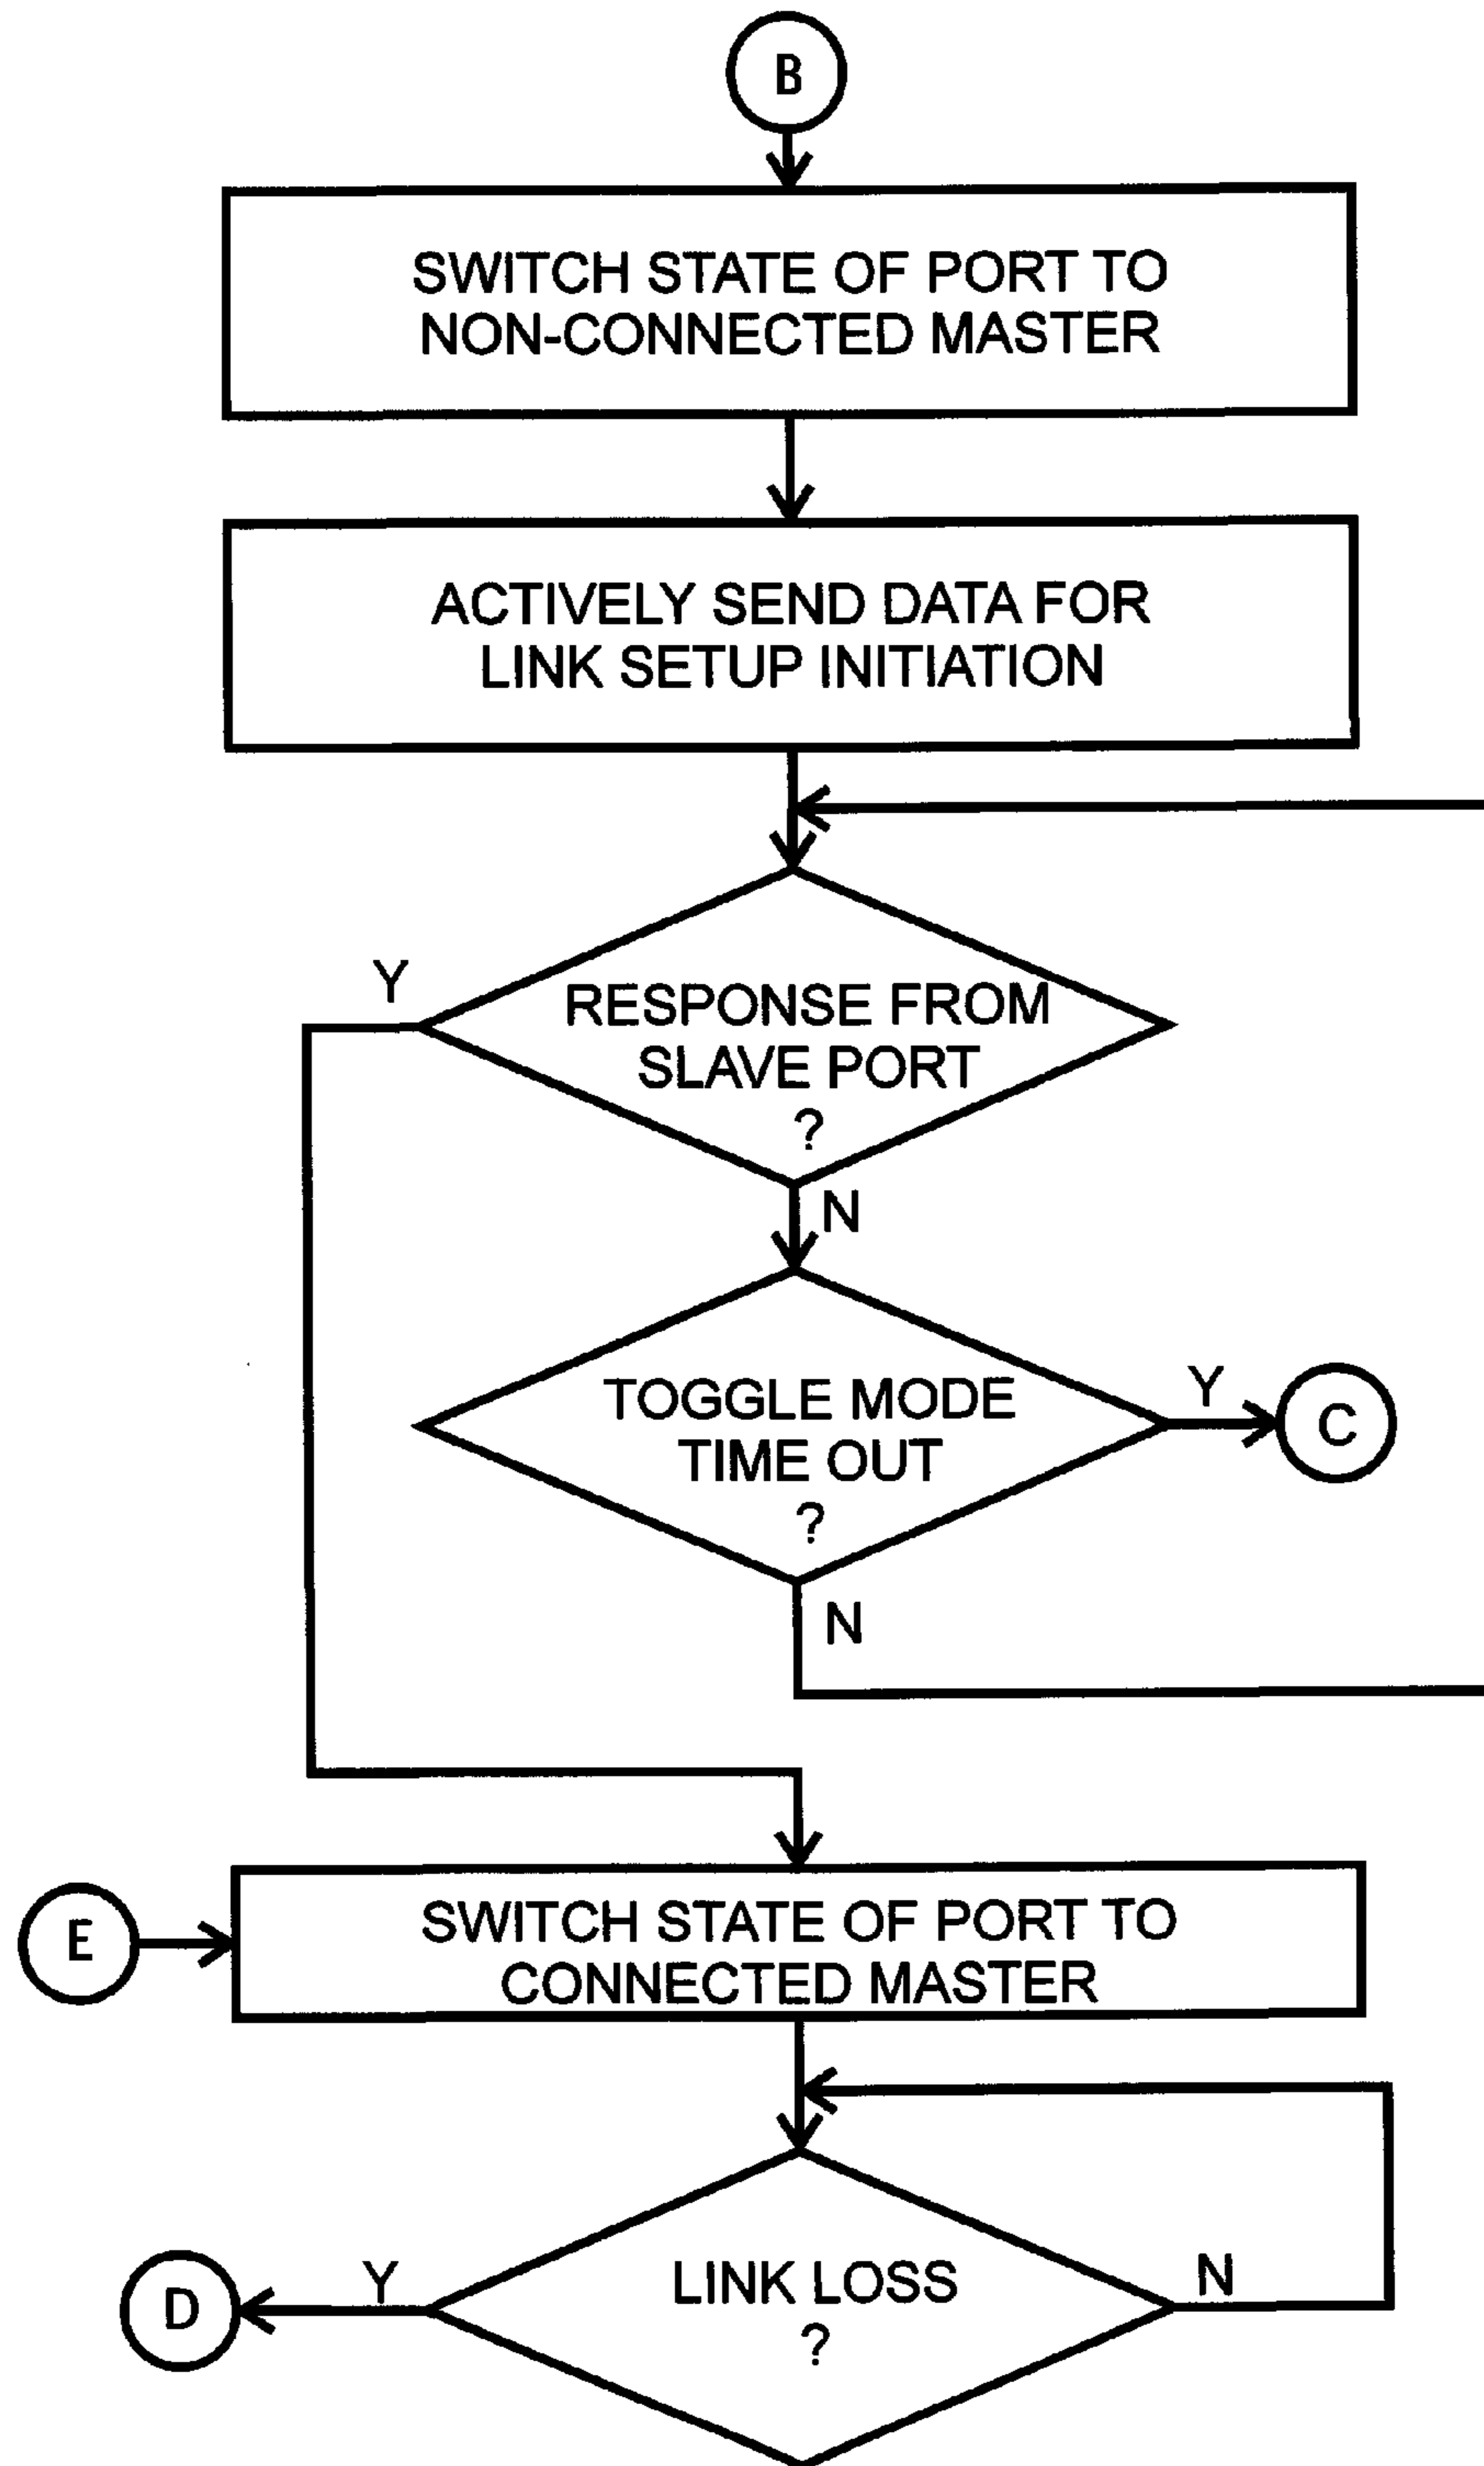 B
SWITCH STATE OF PORT TO
NON-CONNECTED MASTER
ACTIVELY SEND DATA FOR
LINK SETUP INITIATION
Y
RESPONSE FROM
SLAVE PORT
?
N
TOGGLE MODE
TIME OUT
?
Y
C
N
E
SWITCH STATE OF PORT TO
CONNECTED MASTER
D
Y
LINK LOSS
?
N